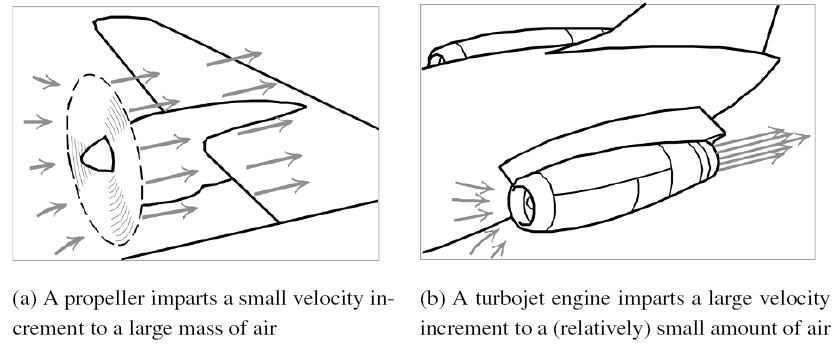 (a) A propeller imparts a small velocity in-
crement to a large mass of air
(b) A turbojet engine imparts a large velocity
increment to a (relatively) small amount of air